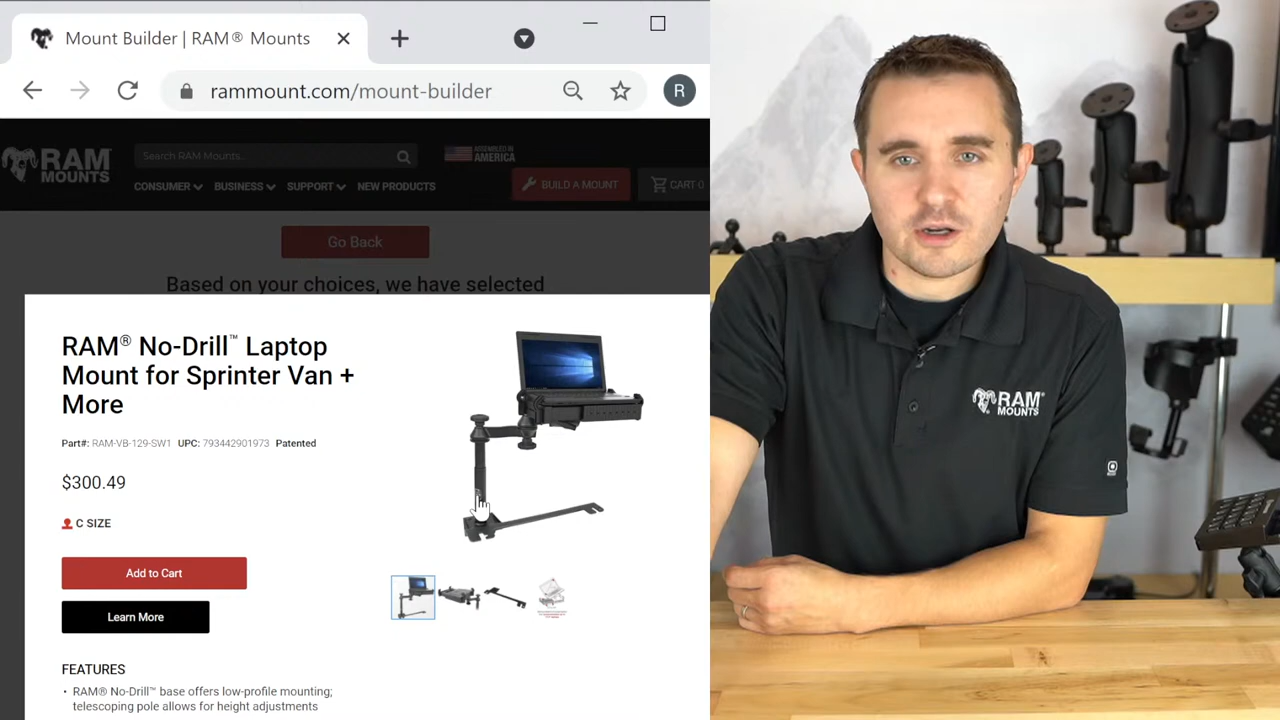 Mount Builder | RAM® Mounts
rammount.com/mount-builder
R
RAM
MOUNTS
Search RAM Mounts...
ASSEMBLED IN
AMERICA
CONSUMER
BUSINESS
SUPPORT
NEW PRODUCTS
BUILD A MOUNT
CART 0
Go Back
Based on your choices, we have selected
RAM® No-Drill™ Laptop
Mount for Sprinter Van +
More
Part#: RAM-VB-129-SW1 UPC: 793442901973 Patented
$300.49
C SIZE
Add to Cart
Learn More
FEATURES
• RAM® No-Drill™ base offers low-profile mounting;
telescoping pole allows for height adjustments
RAM®
MOUNTS